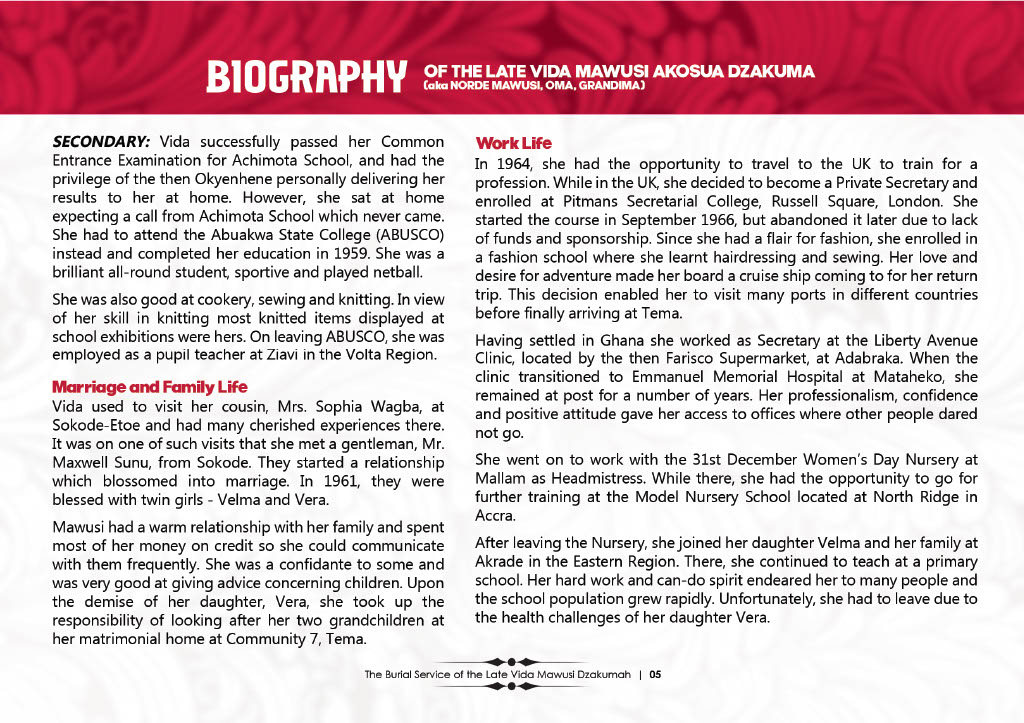 BIOGRAPHY
OF THE LATE VIDA MAWUSI AKOSUA DZAKUMA
(aka NORDE MAWUSI, OMA, GRANDIMA)
SECONDARY: Vida successfully passed her Common
Entrance Examination for Achimota School, and had the
privilege of the then Okyenhene personally delivering her
results to her at home. However, she sat at home
expecting a call from Achimota School which never came.
She had to attend the Abuakwa State College (ABUSCO)
instead and completed her education in 1959. She was a
brilliant all-round student, sportive and played netball.
She was also good at cookery, sewing and knitting. In view
of her skill in knitting most knitted items displayed at
school exhibitions were hers. On leaving ABUSCO, she was
employed as a pupil teacher at Ziavi in the Volta Region.
Marriage and Family Life
Vida used to visit her cousin, Mrs. Sophia Wagba, at
Sokode-Etoe and had many cherished experiences there.
It was on one of such visits that she met a gentleman, Mr.
Maxwell Sunu, from Sokode. They started a relationship
which blossomed into marriage. In 1961, they were
blessed with twin girls - Velma and Vera.
Mawusi had a warm relationship with her family and spent
most of her money on credit so she could communicate
with them frequently. She was a confidante to some and
was very good at giving advice concerning children. Upon
the demise of her daughter, Vera, she took up the
responsibility of looking after her two grandchildren at
her matrimonial home at Community 7, Tema.
Work Life
In 1964, she had the opportunity to travel to the UK to train for a
profession. While in the UK, she decided to become a Private Secretary and
enrolled at Pitmans Secretarial College, Russell Square, London. She
started the course in September 1966, but abandoned it later due to lack
of funds and sponsorship. Since she had a flair for fashion, she enrolled in
a fashion school where she learnt hairdressing and sewing. Her love and
desire for adventure made her board a cruise ship coming to for her return
trip. This decision enabled her to visit many ports in different countries
before finally arriving at Tema.
Having settled in Ghana she worked as Secretary at the Liberty Avenue
Clinic, located by the then Farisco Supermarket, at Adabraka. When the
clinic transitioned to Emmanuel Memorial Hospital at Mataheko, she
remained at post for a number of years. Her professionalism, confidence
and positive attitude gave her access to offices where other people dared
not go.
She went on to work with the 31st December Women's Day Nursery at
Mallam as Headmistress. While there, she had the opportunity to go for
further training at the Model Nursery School located at North Ridge in
Accra.
After leaving the Nursery, she joined her daughter Velma and her family at
Akrade in the Eastern Region. There, she continued to teach at a primary
school. Her hard work and can-do spirit endeared her to many people and
the school population grew rapidly. Unfortunately, she had to leave due to
the health challenges of her daughter Vera.
The Burial Service of the Late Vida Mawusi Dzakumah | 05